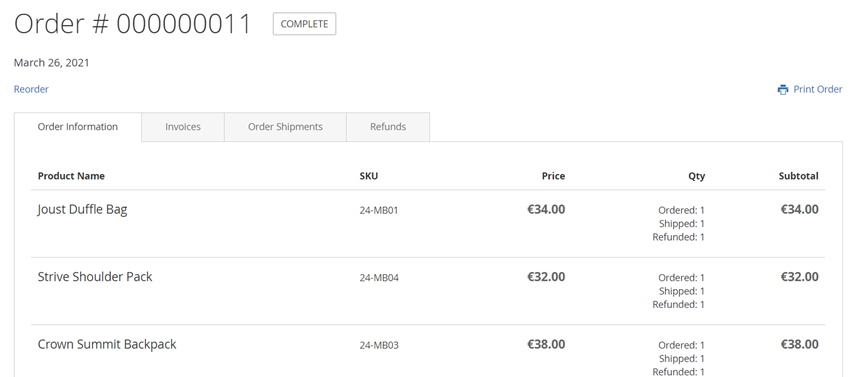 Order # 000000011 COMPLETE
March 26, 2021
Reorder Print Order
Order Information Invoices Order Shipments Refunds
Product Name SKU Price Qty Subtotal
Joust Duffle Bag 24-MB01 €34.00 Ordered: 1 €34.00
Shipped: 1
Refunded: 1
Strive Shoulder Pack 24-MB04 €32.00 Ordered: 1 €32.00
Shipped: 1
Refunded: 1
Crown Summit Backpack 24-MB03 €38.00 Ordered: 1 €38.00
Shipped: 1
Refunded: 1